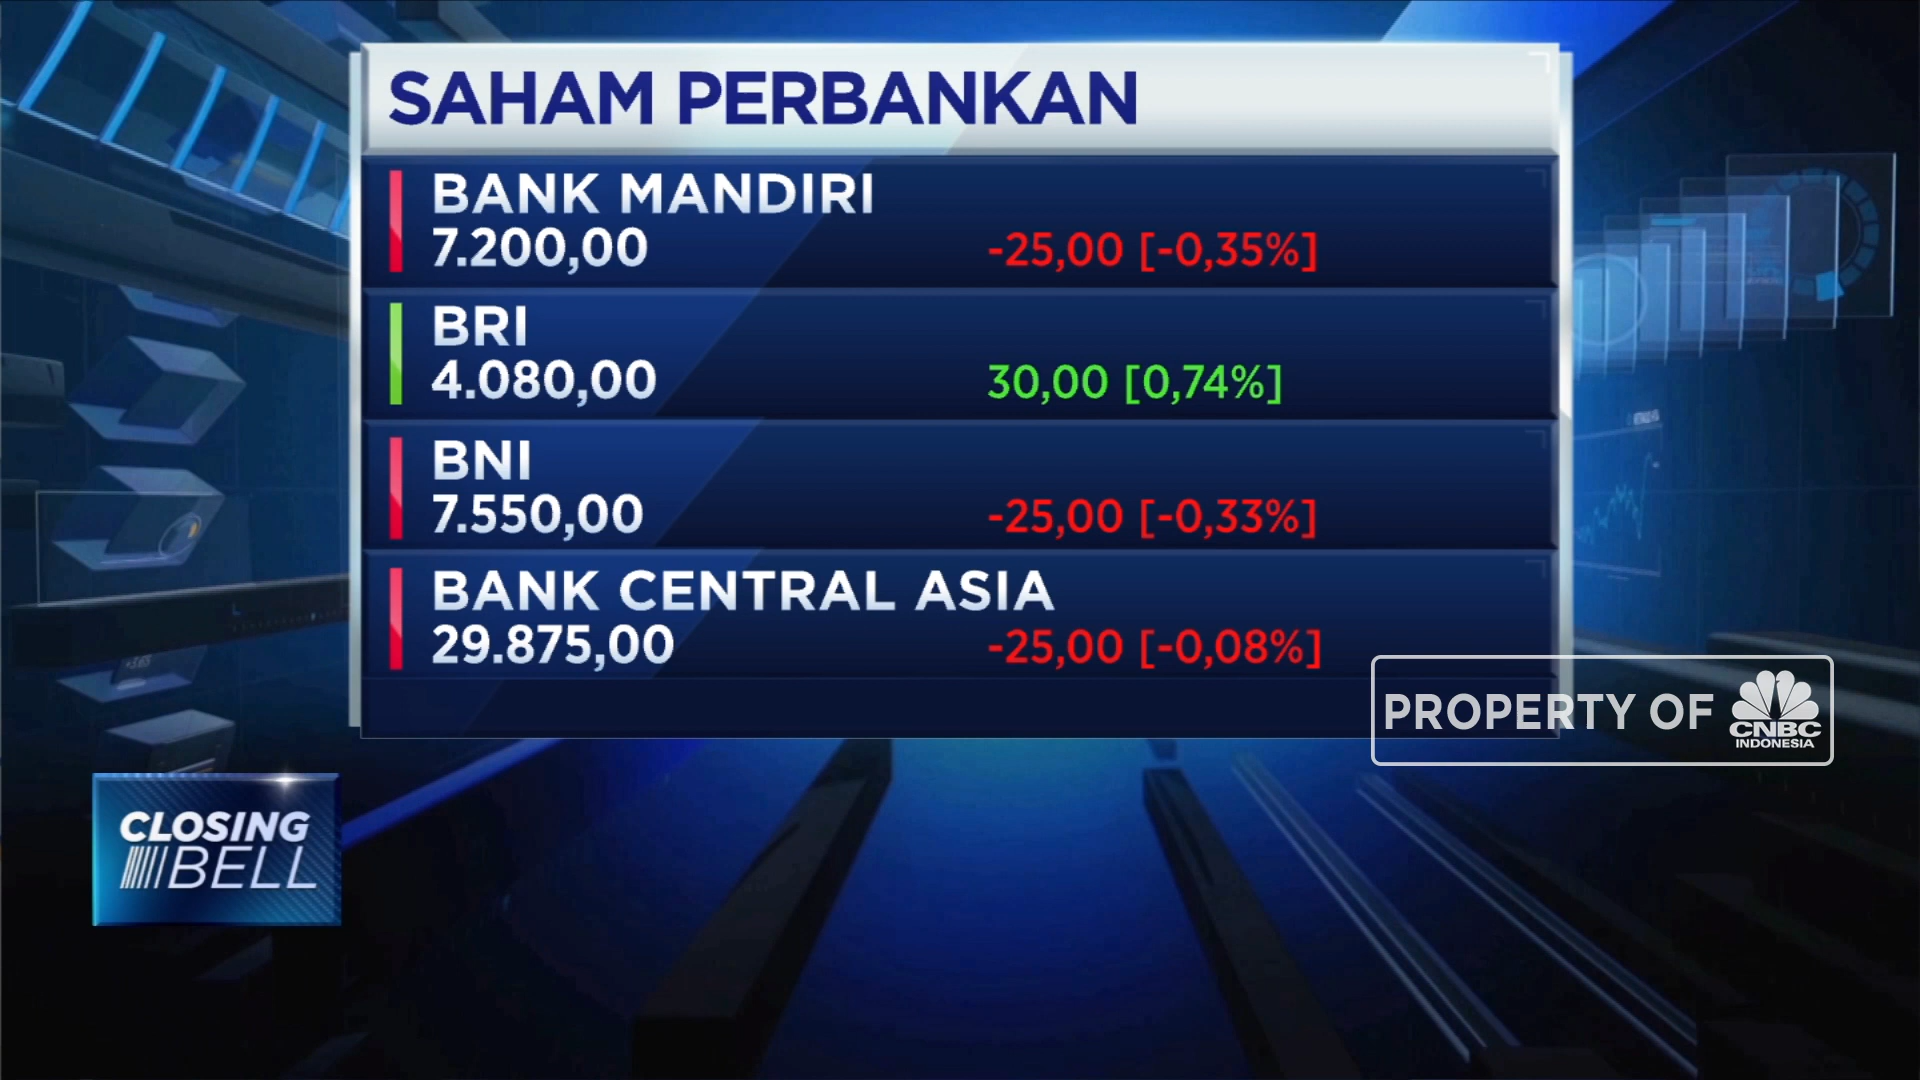 SAHAM PERBANKAN
BANK MANDIRI
7.200,00 -25,00 [-0,35%]
BRI
4.080,00 30,00 [0,74%]
BNI
7.550,00 -25,00 [-0,33%]
BANK CENTRAL ASIA
29.875,00 -25,00 [-0,08%]
PROPERTY OF CNBC
INDONESIA
CLOSING
BELL